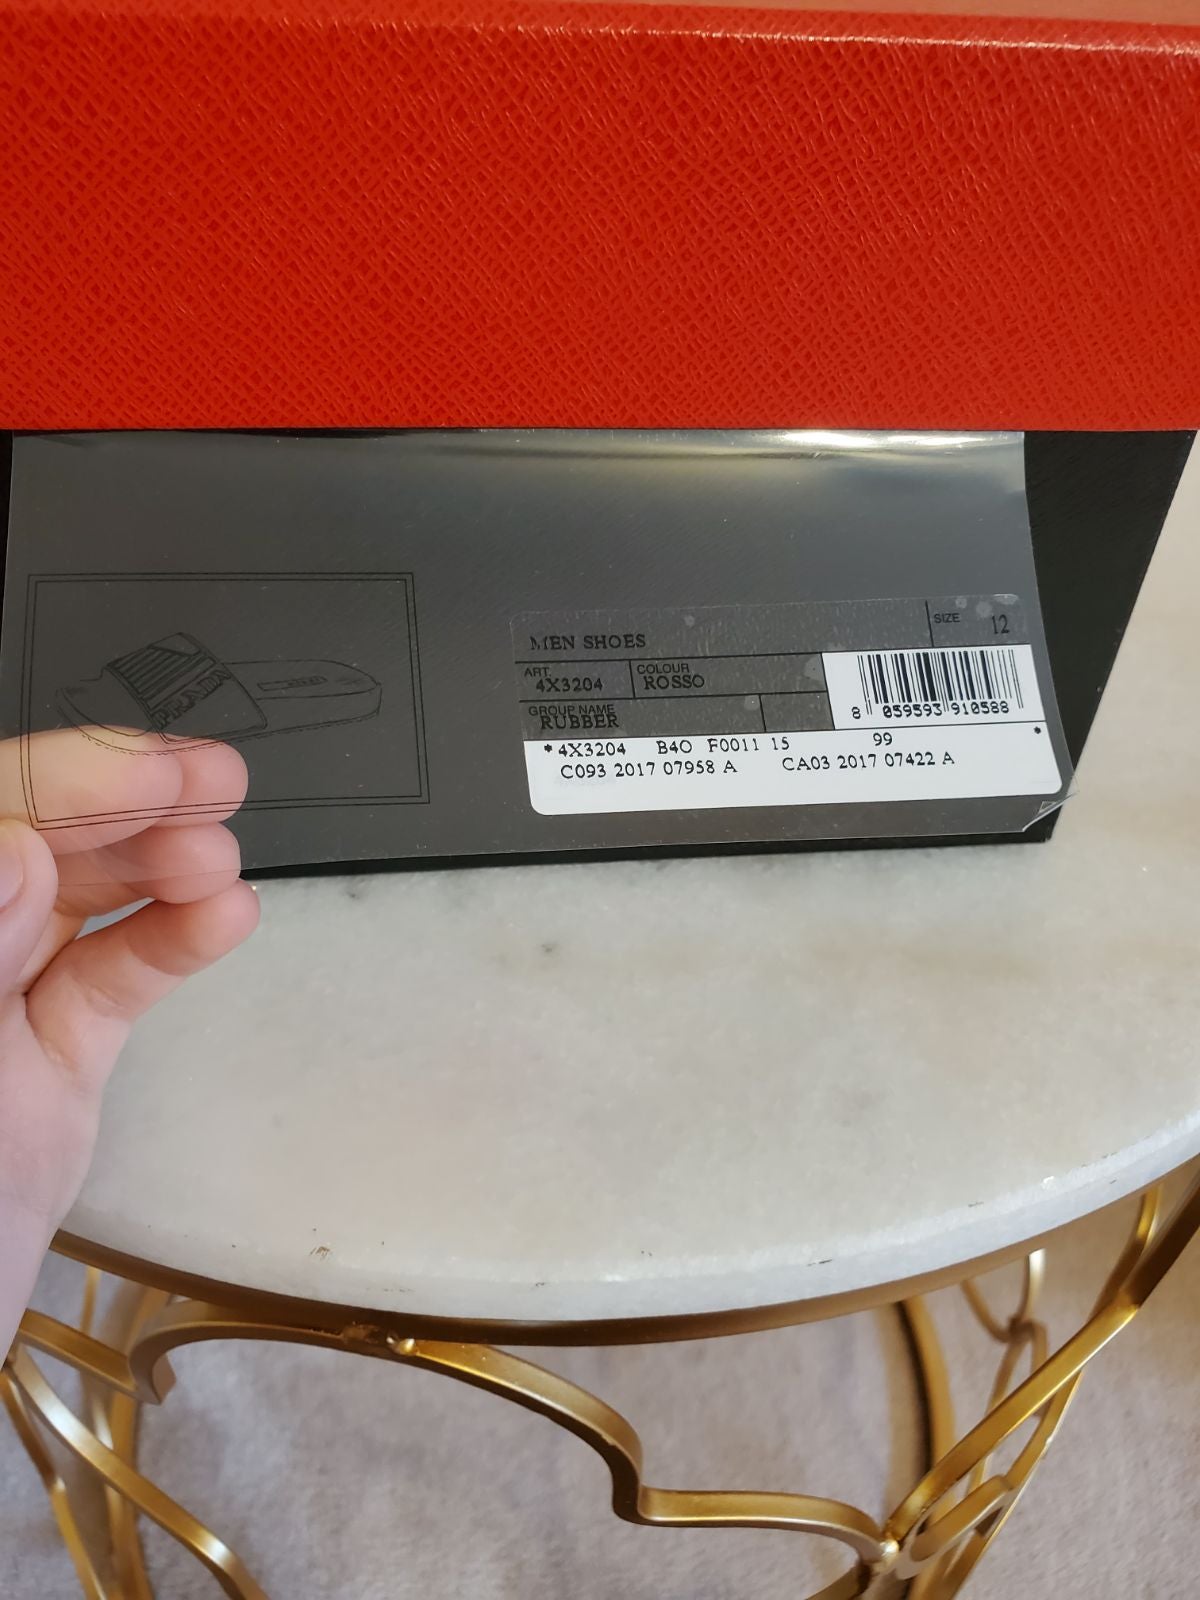 MEN SHOES
SIZE 12
ART. 4X3204
COLOUR ROSSO
GROUP NAME RUBBER
8 059593 910588
* 4X3204 B4O F0011 15 99 *
C093 2017 07958 A CA03 2017 07422 A
PRADA